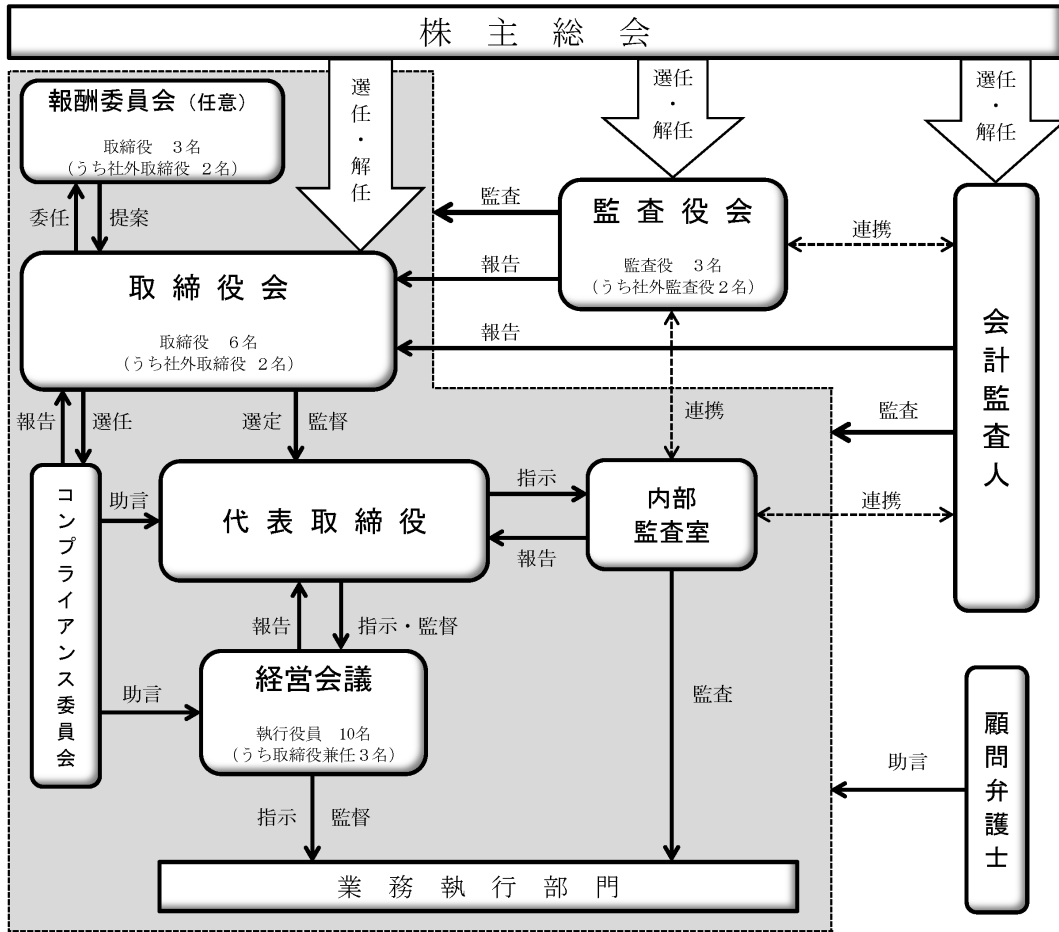 株主総会
選任・解任
選任・解任
選任・解任
報酬委員会（任意）
取締役　３名
（うち社外取締役 ２名）
委任
提案
監査
監査役会
監査役　３名
（うち社外監査役２名）
連携
報告
取締役会
取締役　６名
（うち社外取締役 ２名）
報告
会計監査人
報告
選任
選定
監督
連携
監査
コンプライアンス委員会
助言
代表取締役
指示
報告
内部
監査室
連携
報告
指示・監督
助言
経営会議
執行役員　10名
（うち取締役兼任３名）
監査
指示
監督
助言
顧問弁護士
業務執行部門